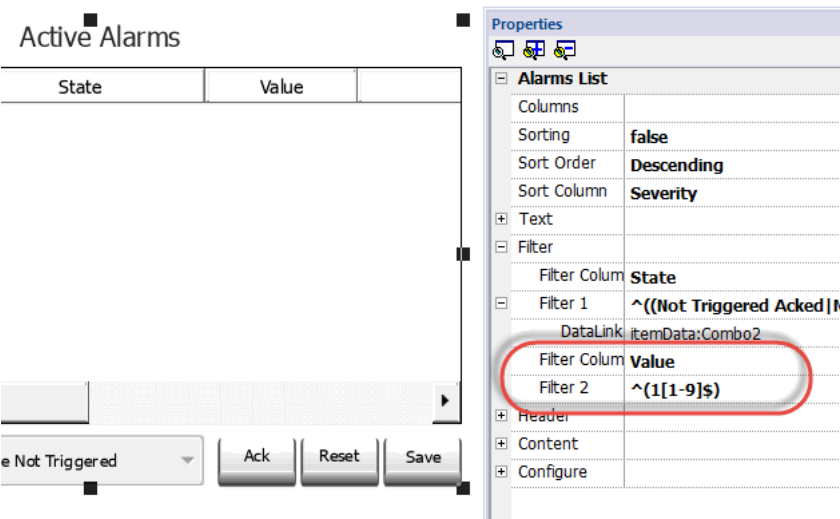 Active Alarms
State
Value
e Not Triggered
Ack
Reset
Save
Properties
Alarms List
Columns
Sorting false
Sort Order Descending
Sort Column Severity
Text
Filter
Filter Colum State
Filter 1 ^((Not Triggered Acked|N
DataLink itemData:Combo2
Filter Colum Value
Filter 2 ^(1[1-9]$)
Header
Content
Configure